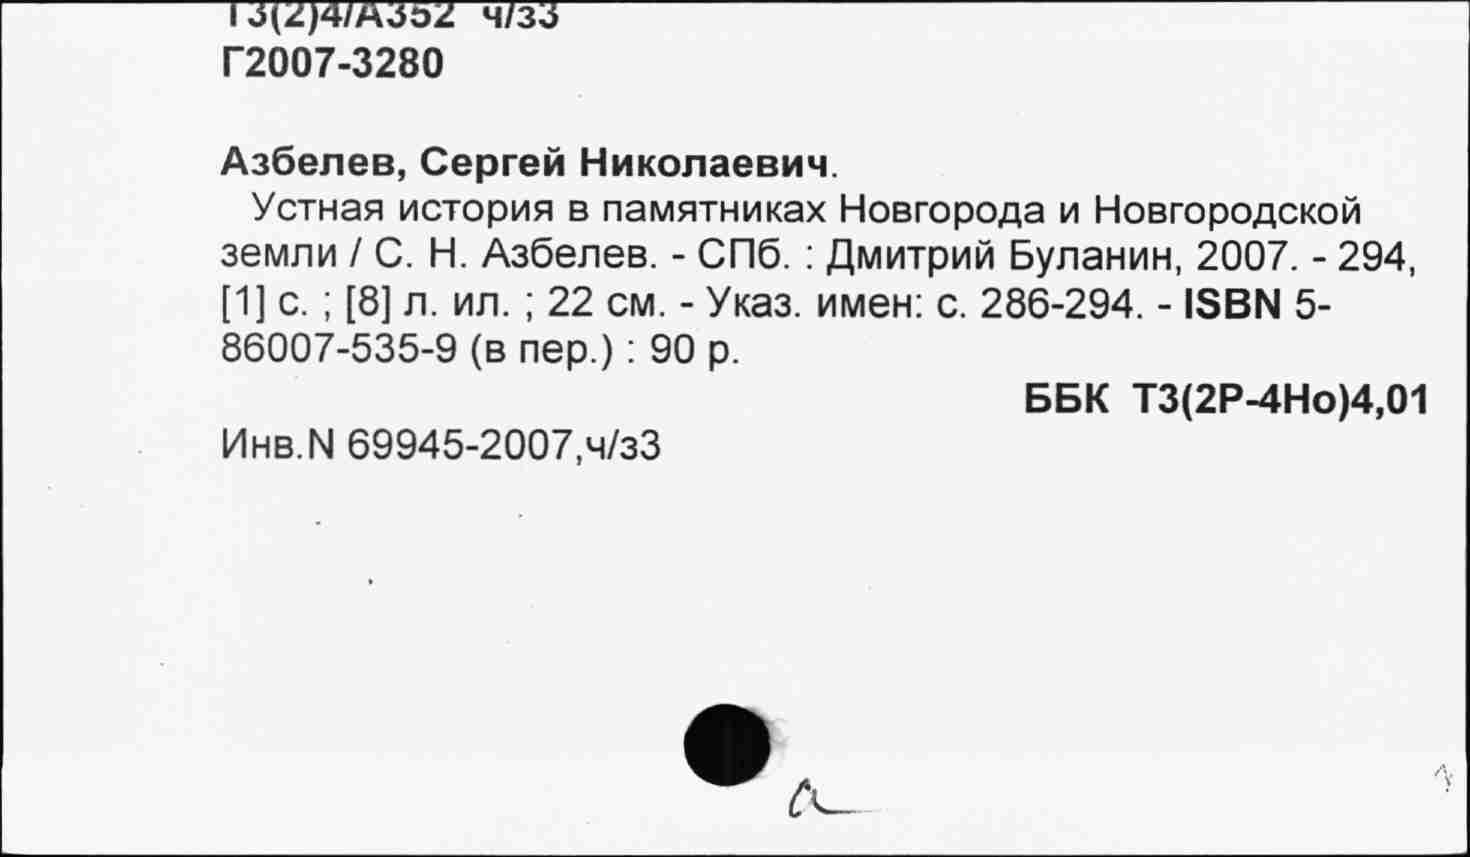 Т3(2)4/А352 ч/з3
Г2007-3280
Азбелев, Сергей Николаевич.
Устная история в памятниках Новгорода и Новгородской
земли / С. Н. Азбелев. - СПб. : Дмитрий Буланин, 2007. - 294,
[1] с. ; [8] л. ил. ; 22 см. - Указ. имен: с. 286-294. - ISBN 5-
86007-535-9 (в пер.) : 90 р.
ББК Т3(2Р-4Но)4,01
Инв.N 69945-2007,ч/з3
а